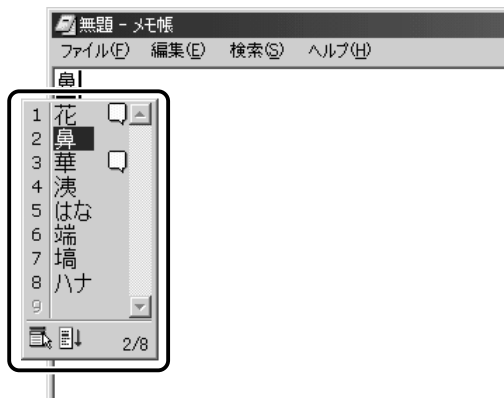 無題 - メモ帳
ファイル(F) 編集(E) 検索(S) ヘルプ(H)
鼻
1 花
2 鼻
3 華
4 洟
5 はな
6 端
7 塙
8 ハナ
9
2/8